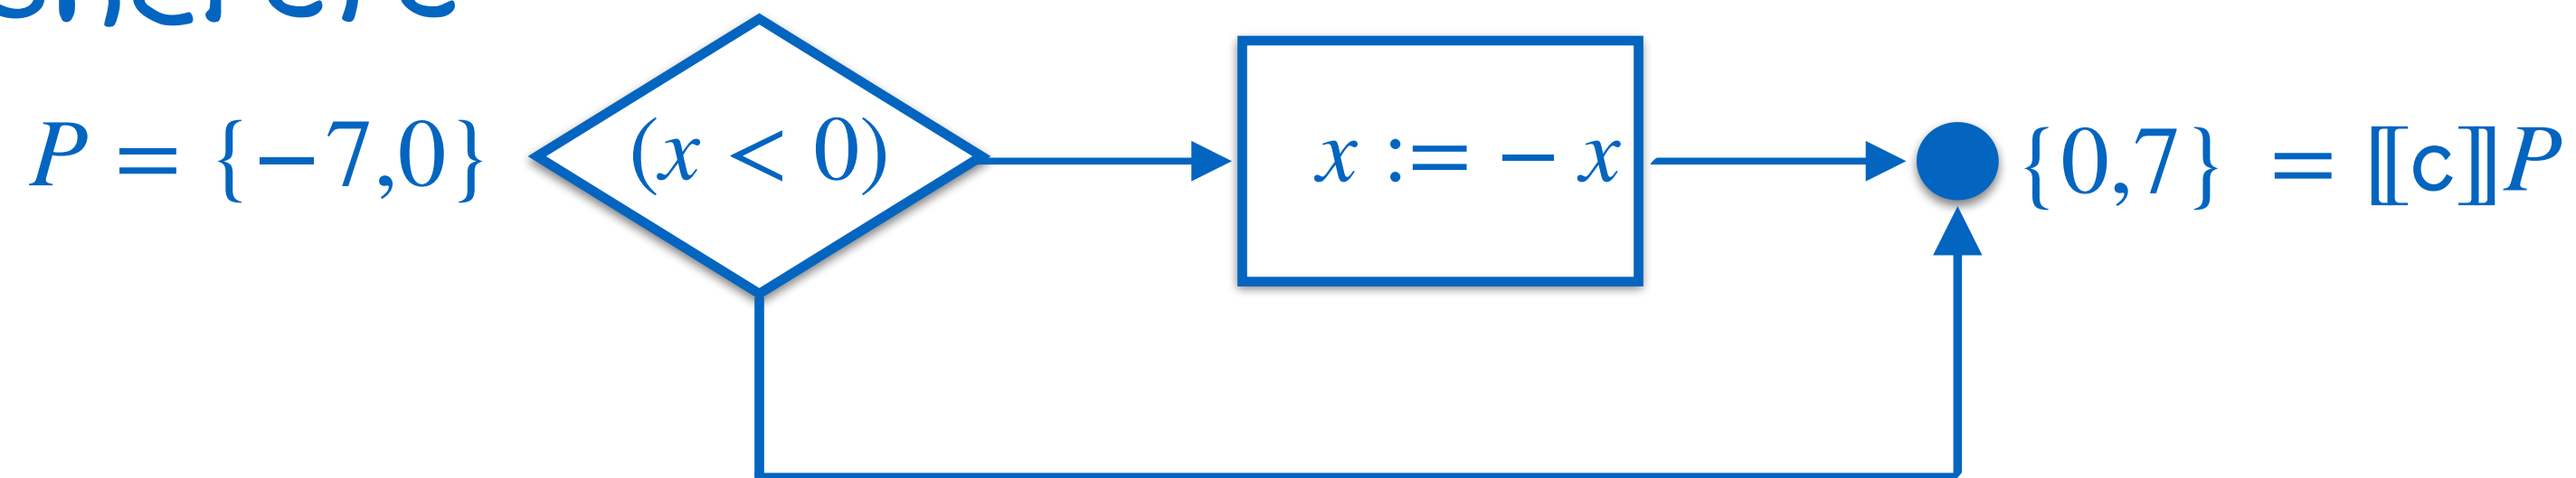 P = {−7,0}
(x < 0)
x := − x
{0,7} = ⟦c⟧P